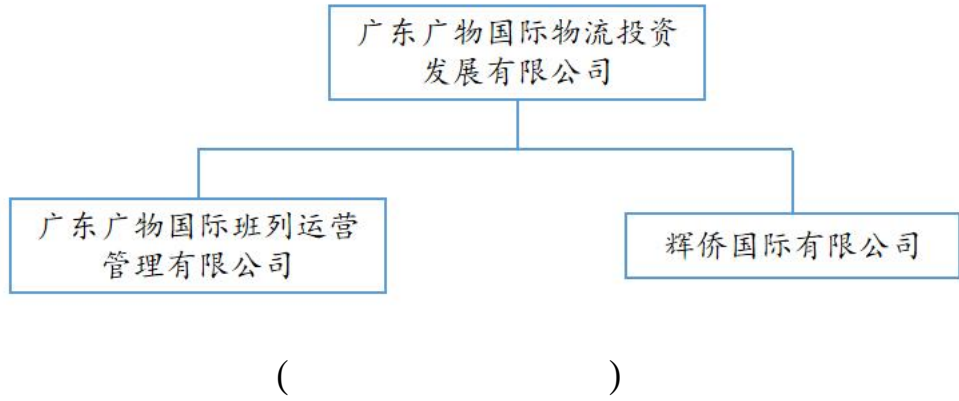 广东广物国际物流投资
发展有限公司
广东广物国际班列运营
管理有限公司
辉侨国际有限公司
( )